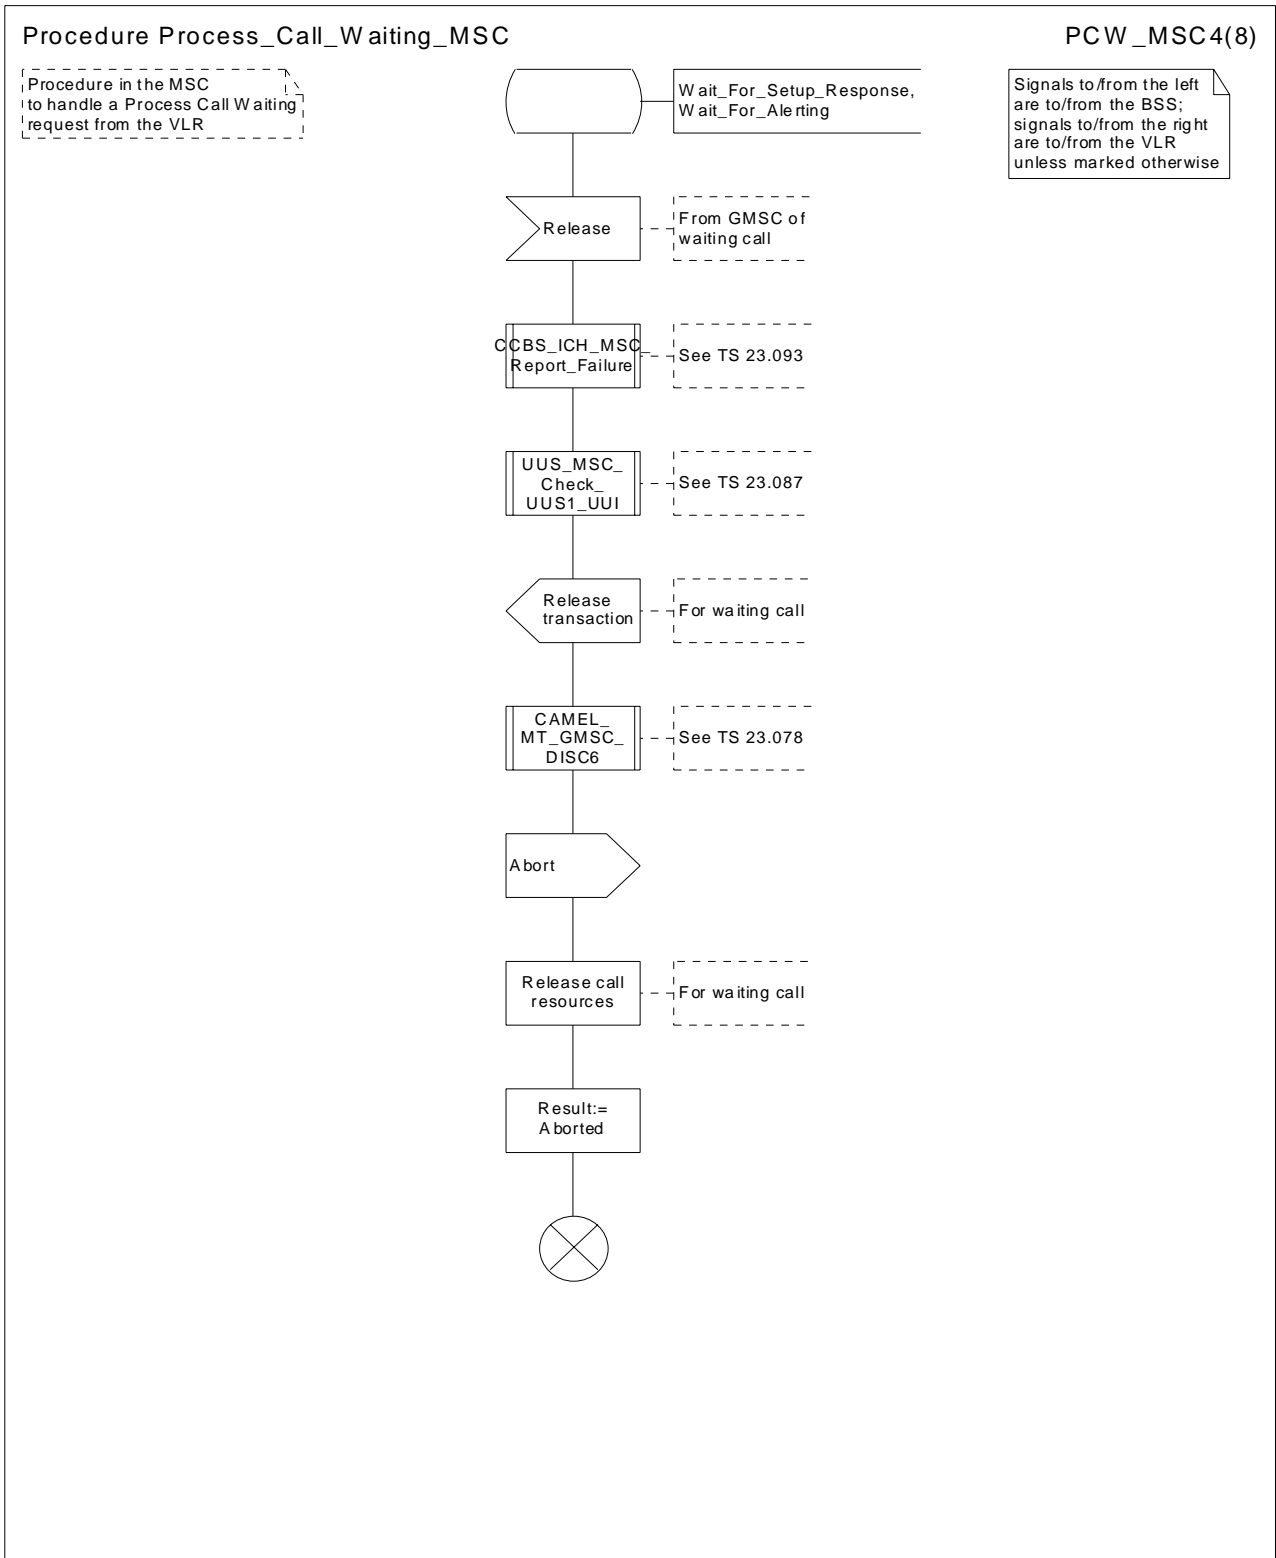 Procedure Process_Call_Waiting_MSC
PCW_MSC4(8)
Procedure in the MSC
to handle a Process Call Waiting
request from the VLR
Wait_For_Setup_Response,
Wait_For_Alerting
Signals to/from the left
are to/from the BSS;
signals to/from the right
are to/from the VLR
unless marked otherwise
Release
From GMSC of
waiting call
CCBS_ICH_MSC_
Report_Failure
See TS 23.093
UUS_MSC_
Check_
UUS1_UUI
See TS 23.087
Release
transaction
For waiting call
CAMEL_
MT_GMSC_
DISC6
See TS 23.078
Abort
Release call
resources
For waiting call
Result:=
Aborted